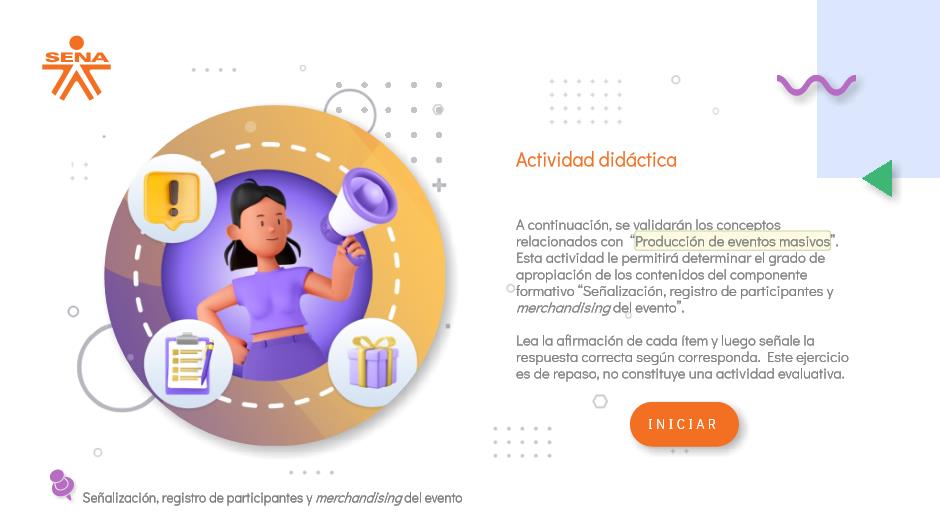 SENA
Actividad didáctica
A continuación, se validarán los conceptos
relacionados con “Producción de eventos masivos”.
Esta actividad le permitirá determinar el grado de
apropiación de los contenidos del componente
formativo “Señalización, registro de participantes y
merchandising del evento”.
Lea la afirmación de cada ítem y luego señale la
respuesta correcta según corresponda. Este ejercicio
es de repaso, no constituye una actividad evaluativa.
INICIAR
Señalización, registro de participantes y merchandising del evento